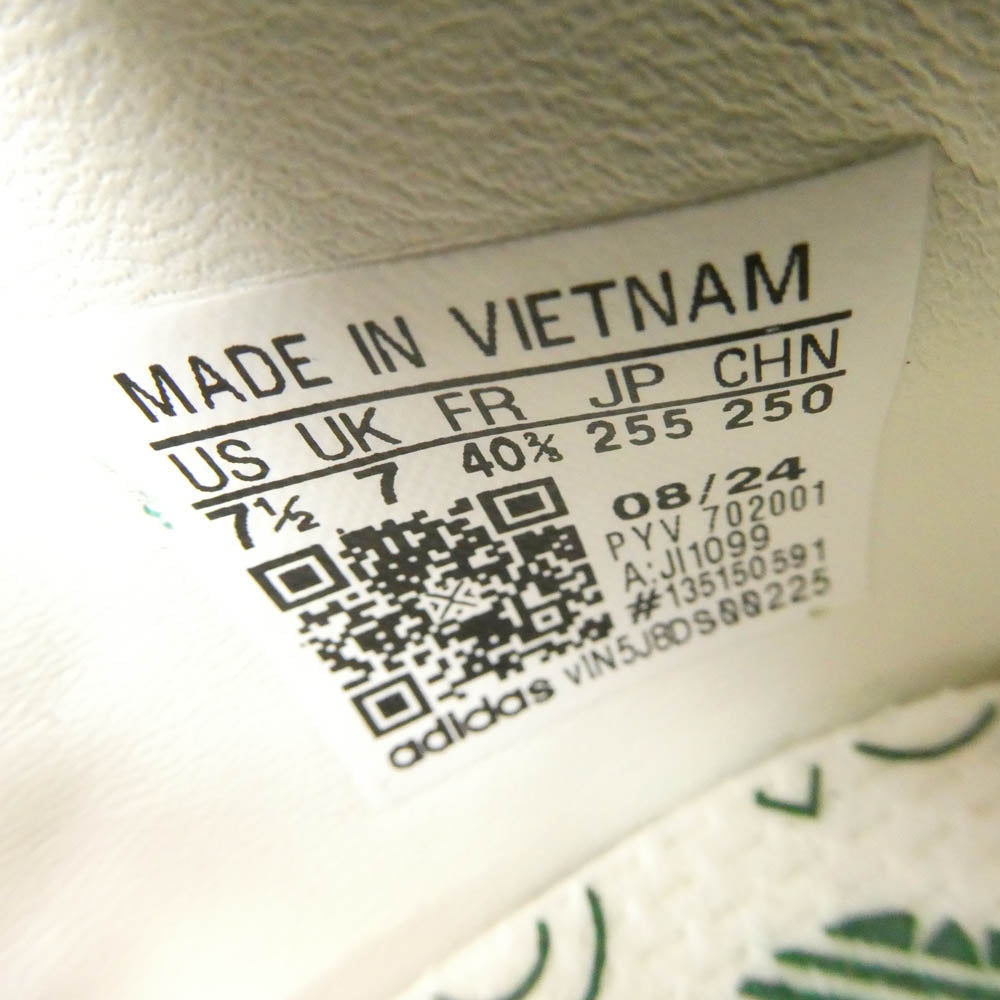 MADE IN VIETNAM
US UK FR JP CHN
7½ 7 40⅔ 255 250
08/24
PYV 702001
A:JI1099
#135150591
adidas vIN5J8DS00225